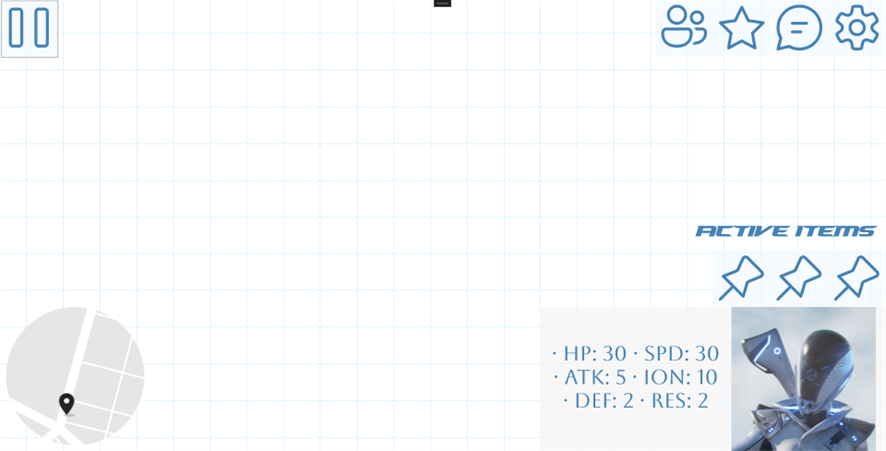 ACTIVE ITEMS
· HP: 30 · SPD: 30
· ATK: 5 · ION: 10
· DEF: 2 · RES: 2